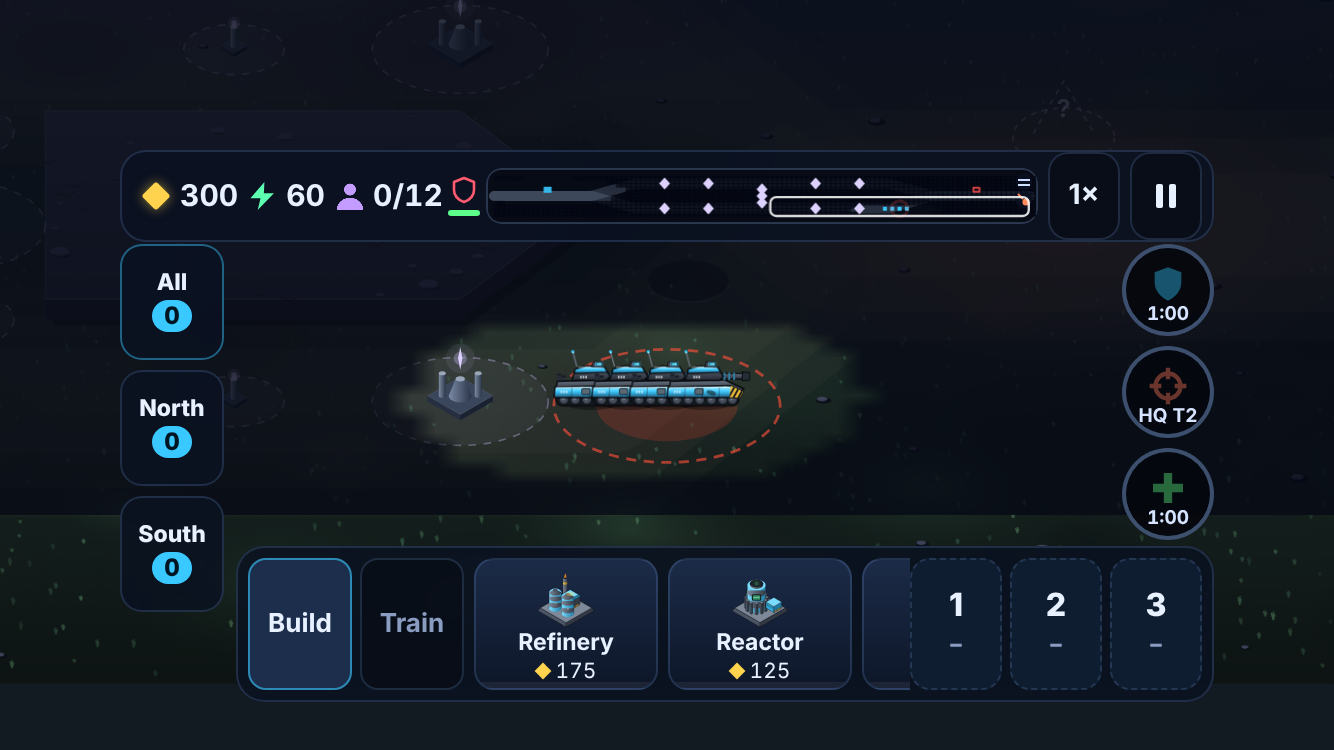 300 60 0/12 1×
All
0
North
0
South
0
?
1:00
HQ T2
1:00
Build Train
Refinery
175
Reactor
125
1
–
2
–
3
–